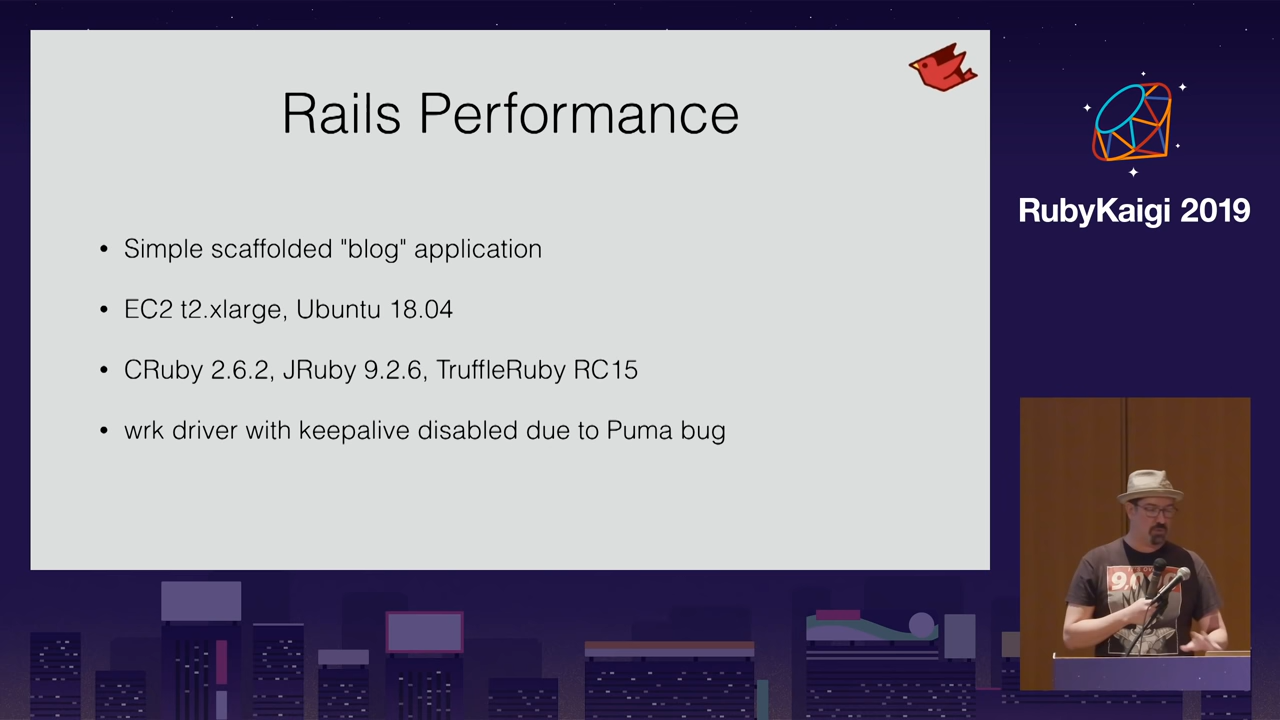 Rails Performance
• Simple scaffolded "blog" application
• EC2 t2.xlarge, Ubuntu 18.04
• CRuby 2.6.2, JRuby 9.2.6, TruffleRuby RC15
• wrk driver with keepalive disabled due to Puma bug
RubyKaigi 2019